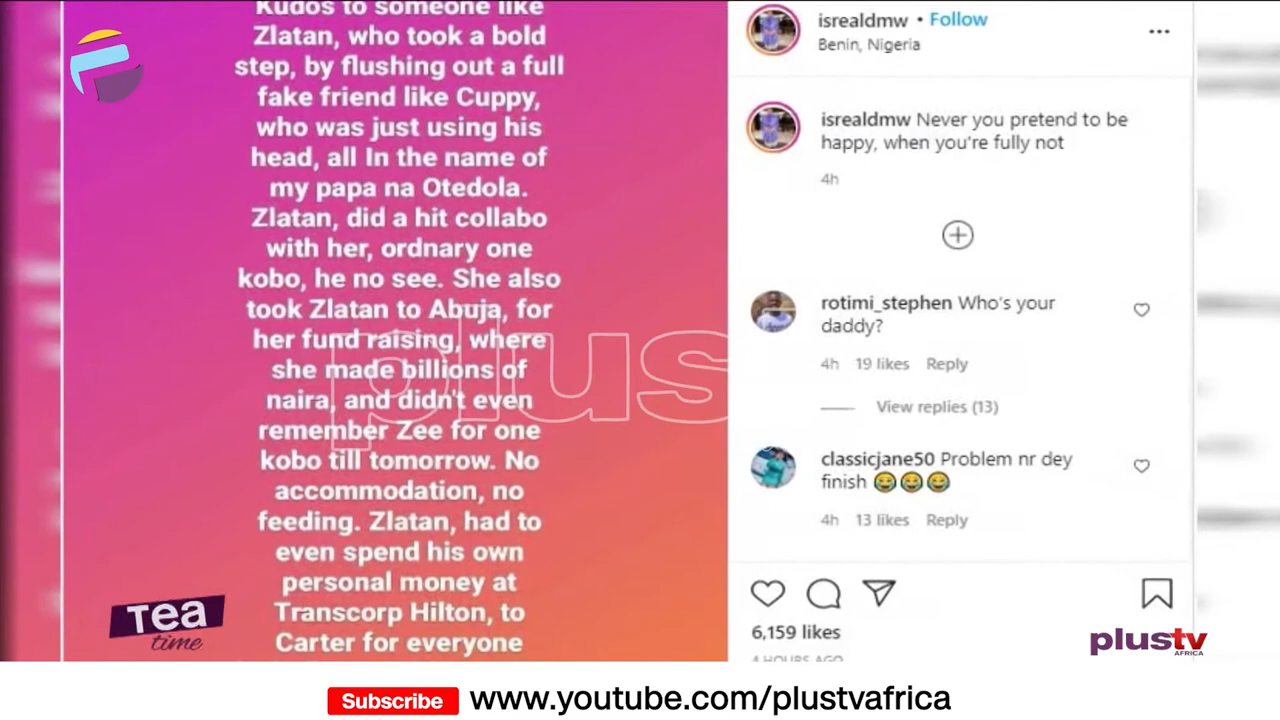 Kudos to someone like
Zlatan, who took a bold
step, by flushing out a full
fake friend like Cuppy,
who was just using his
head, all In the name of
my papa na Otedola.
Zlatan, did a hit collabo
with her, ordnary one
kobo, he no see. She also
took Zlatan to Abuja, for
her fund raising, where
she made billions of
naira, and didn't even
remember Zee for one
kobo till tomorrow. No
accommodation, no
feeding. Zlatan, had to
even spend his own
personal money at
Transcorp Hilton, to
Carter for everyone
isrealdmw • Follow
Benin, Nigeria
isrealdmw Never you pretend to be
happy, when you're fully not
4h
rotimi_stephen Who's your
daddy?
4h 19 likes Reply
View replies (13)
classicjane50 Problem nr dey
finish 😂😂😂
4h 13 likes Reply
6,159 likes
4 HOURS AGO
plus
Tea
time
plustv
AFRICA
Subscribe www.youtube.com/plustvafrica